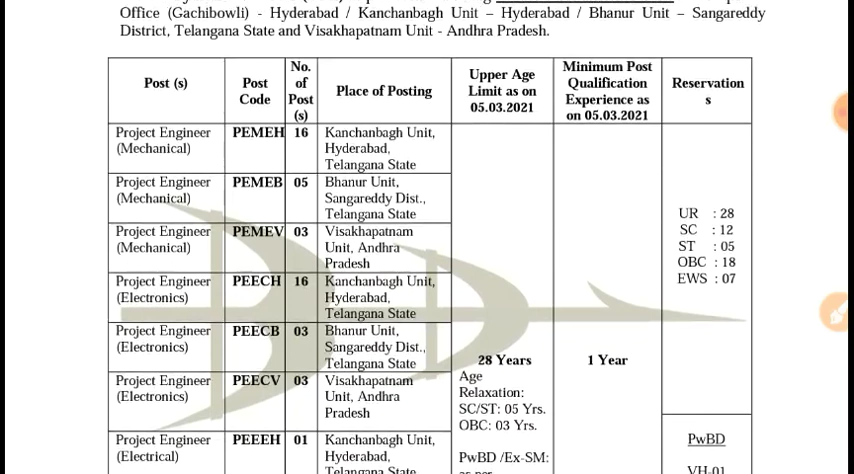 Office (Gachibowli) - Hyderabad / Kanchanbagh Unit – Hyderabad / Bhanur Unit – Sangareddy
District, Telangana State and Visakhapatnam Unit - Andhra Pradesh.
Post (s)
Post
Code
No.
of
Post
(s)
Place of Posting
Upper Age
Limit as on
05.03.2021
Minimum Post
Qualification
Experience as
on 05.03.2021
Reservation
s
Project Engineer
(Mechanical)
PEMEH
16
Kanchanbagh Unit,
Hyderabad,
Telangana State
Project Engineer
(Mechanical)
PEMEB
05
Bhanur Unit,
Sangareddy Dist.,
Telangana State
Project Engineer
(Mechanical)
PEMEV
03
Visakhapatnam
Unit, Andhra
Pradesh
Project Engineer
(Electronics)
PEECH
16
Kanchanbagh Unit,
Hyderabad,
Telangana State
Project Engineer
(Electronics)
PEECB
03
Bhanur Unit,
Sangareddy Dist.,
Telangana State
Project Engineer
(Electronics)
PEECV
03
Visakhapatnam
Unit, Andhra
Pradesh
Project Engineer
(Electrical)
PEEEH
01
Kanchanbagh Unit,
Hyderabad,
Telangana State
28 Years
Age
Relaxation:
SC/ST: 05 Yrs.
OBC: 03 Yrs.
PwBD /Ex-SM:
as per
1 Year
UR : 28
SC : 12
ST : 05
OBC : 18
EWS : 07
PwBD
VH-01